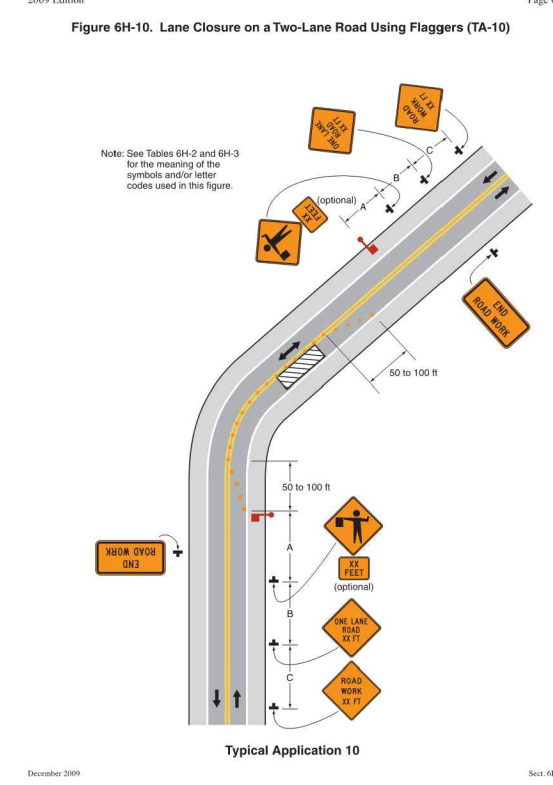 2009 Edition
Figure 6H-10. Lane Closure on a Two-Lane Road Using Flaggers (TA-10)
Note: See Tables 6H-2 and 6H-3
for the meaning of the
symbols and/or letter
codes used in this figure.
ROAD
WORK
XX FT
ONE LANE
ROAD
XX FT
XX
FEET
(optional)
A
B
C
END
ROAD WORK
50 to 100 ft
50 to 100 ft
END
ROAD WORK
A
XX
FEET
(optional)
B
ONE LANE
ROAD
XX FT
C
ROAD
WORK
XX FT
Typical Application 10
December 2009
Sect.